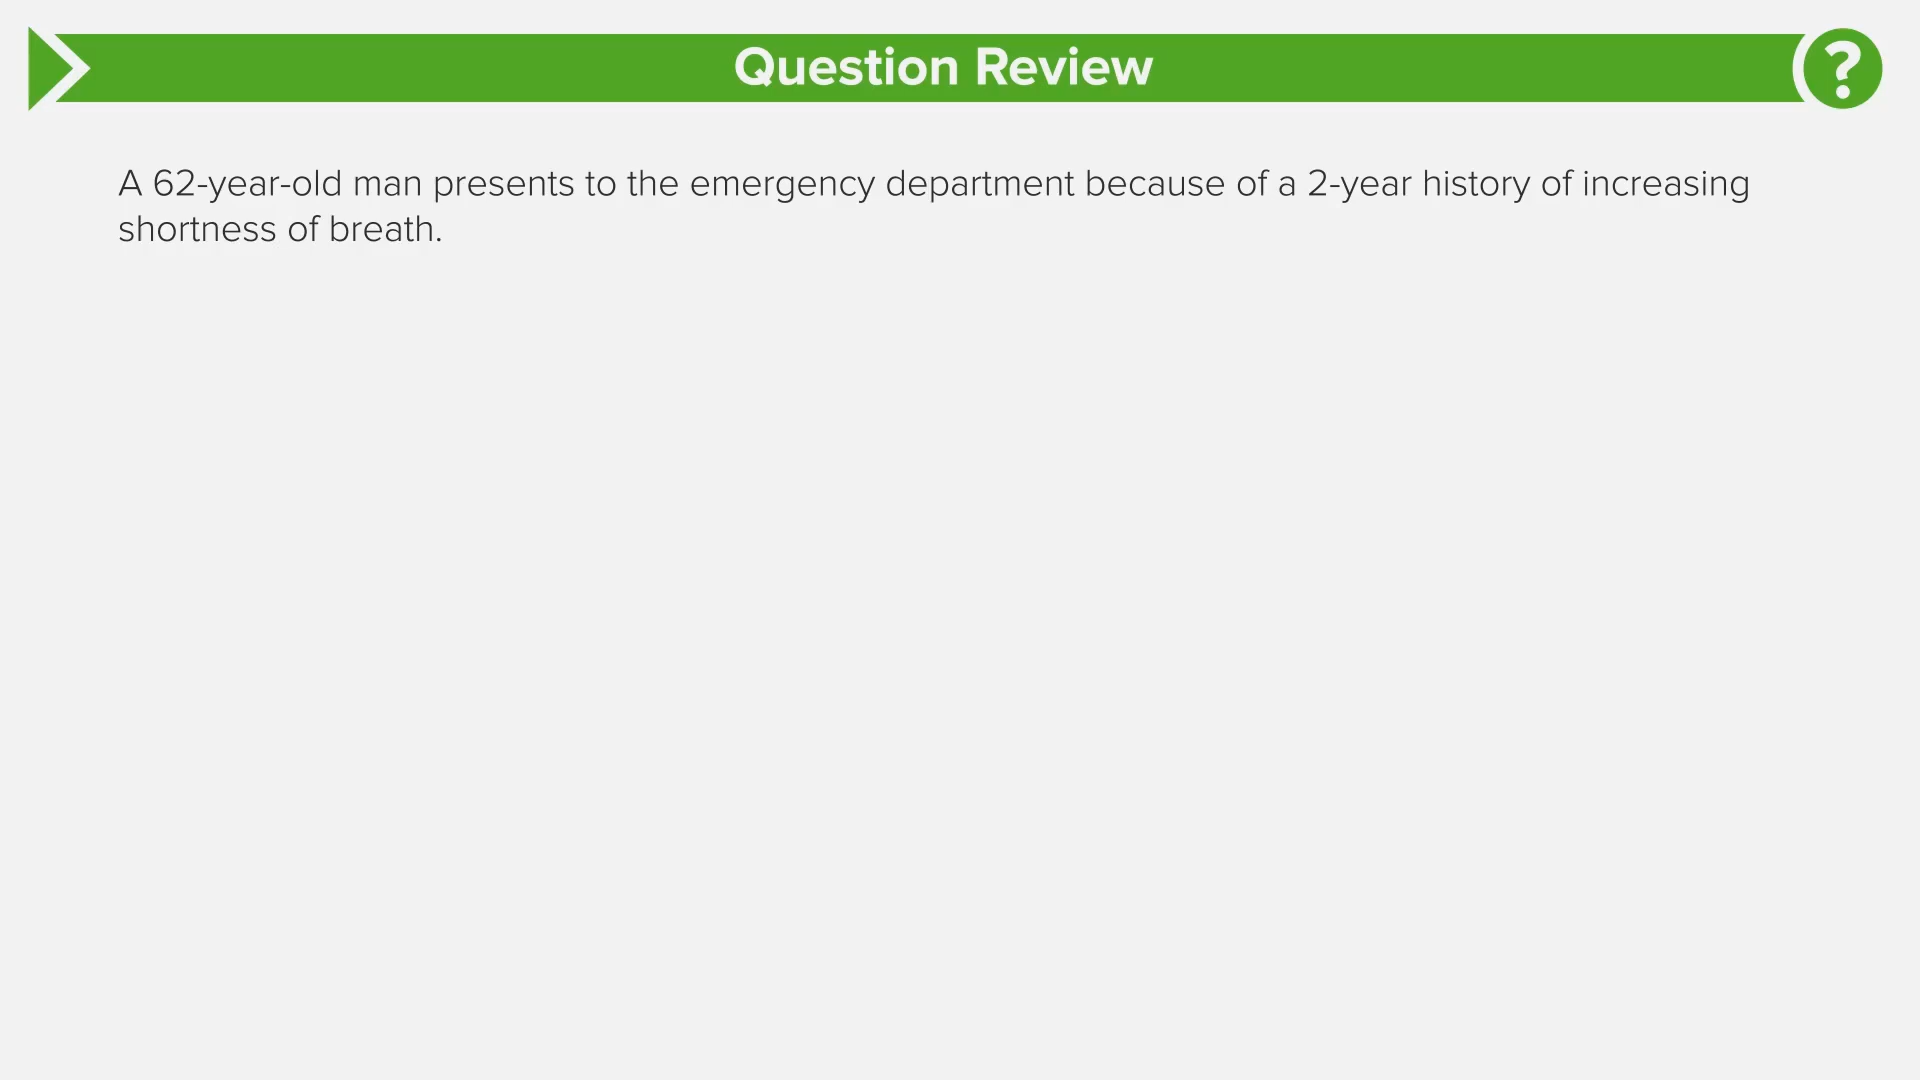 Question Review
?
A 62-year-old man presents to the emergency department because of a 2-year history of increasing
shortness of breath.